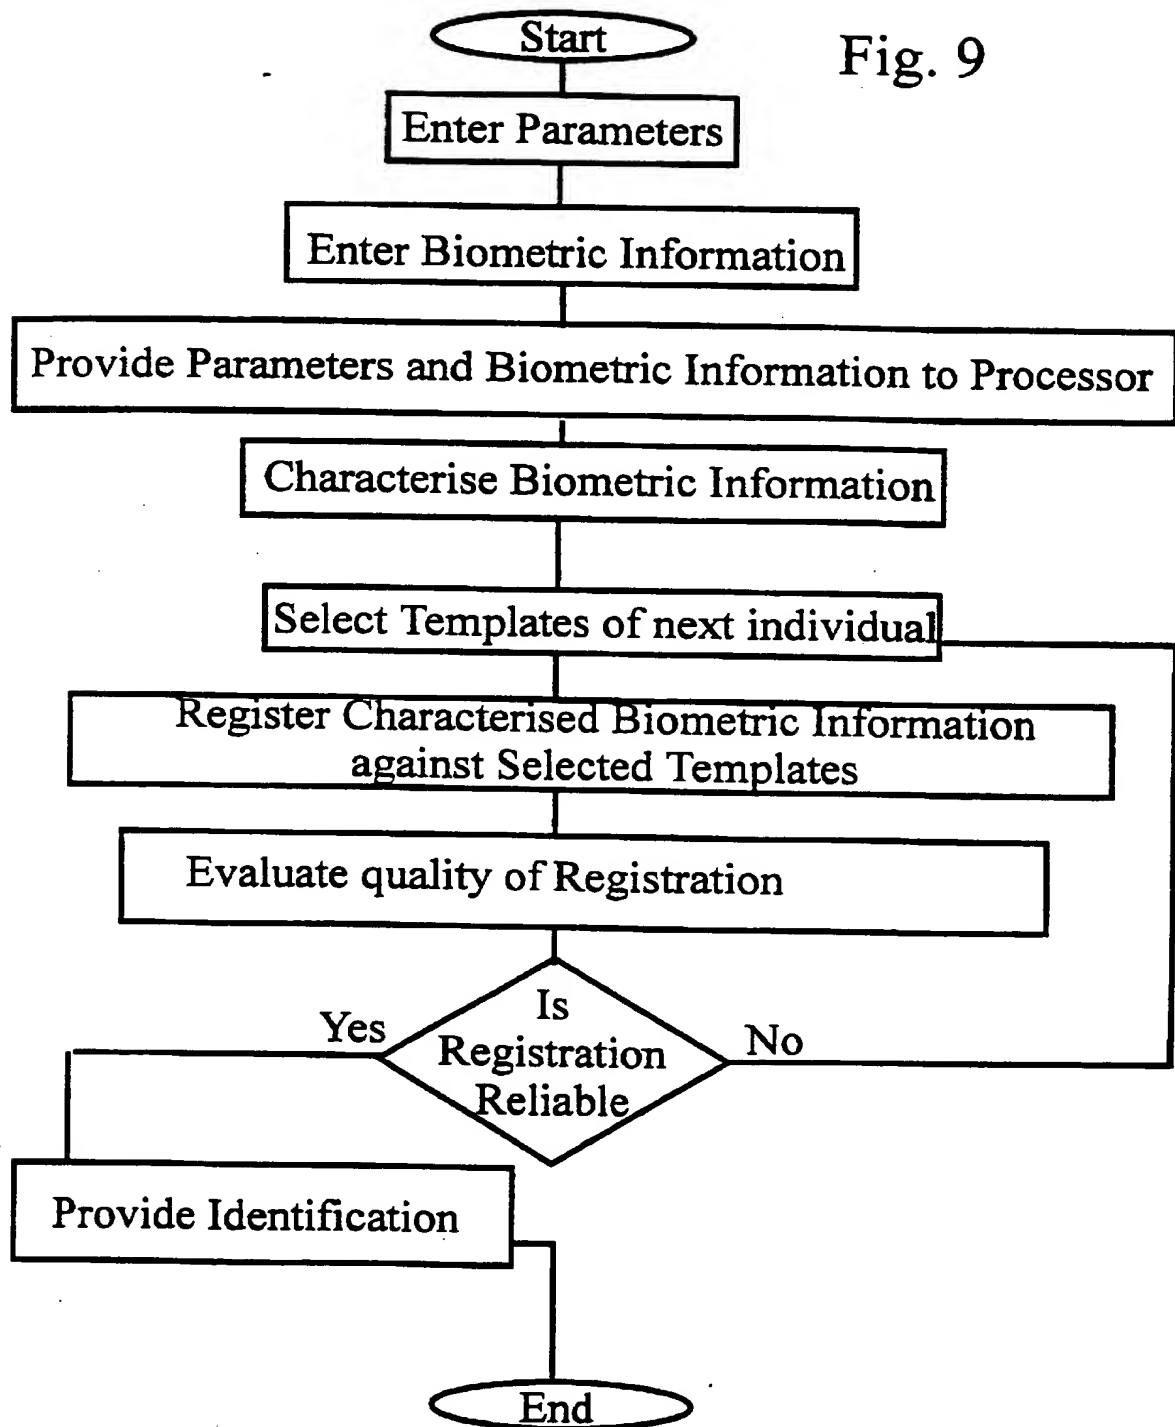 Start
Fig. 9
Enter Parameters
Enter Biometric Information
Provide Parameters and Biometric Information to Processor
Characterise Biometric Information
Select Templates of next individual
Register Characterised Biometric Information
against Selected Templates
Evaluate quality of Registration
Is
Registration
Reliable
Yes
No
Provide Identification
End